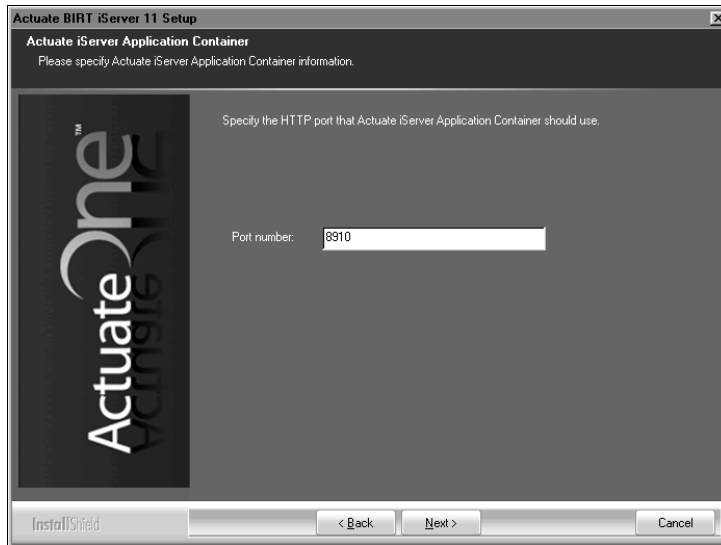 Actuate BIRT iServer 11 Setup
Actuate iServer Application Container
Please specify Actuate iServer Application Container information.
Specify the HTTP port that Actuate iServer Application Container should use.
Port number: 8910
ActuateOne™
InstallShield
< Back Next > Cancel